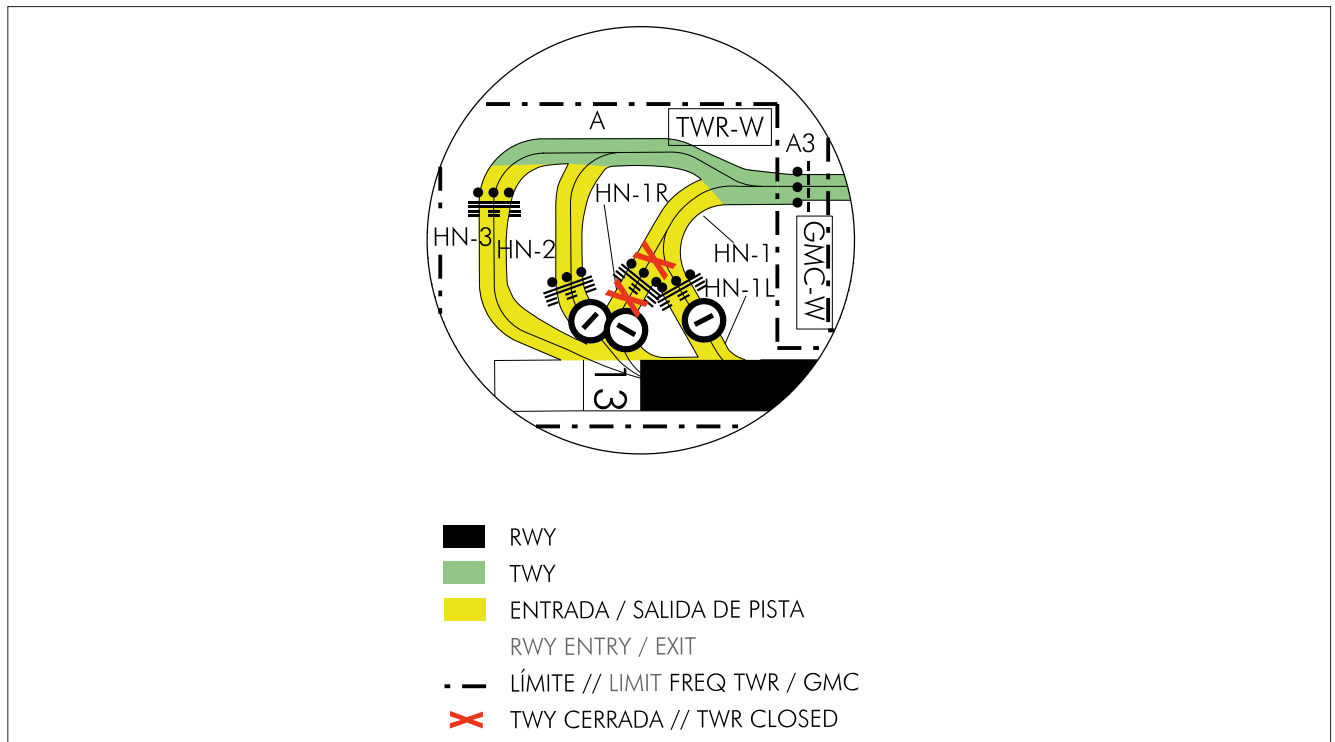 A
TWR-W
A3
HN-1R
HN-3
HN-2
HN-1
HN-1L
GMC-W
13
RWY
TWY
ENTRADA / SALIDA DE PISTA
RWY ENTRY / EXIT
LÍMITE // LIMIT FREQ TWR / GMC
TWY CERRADA // TWR CLOSED